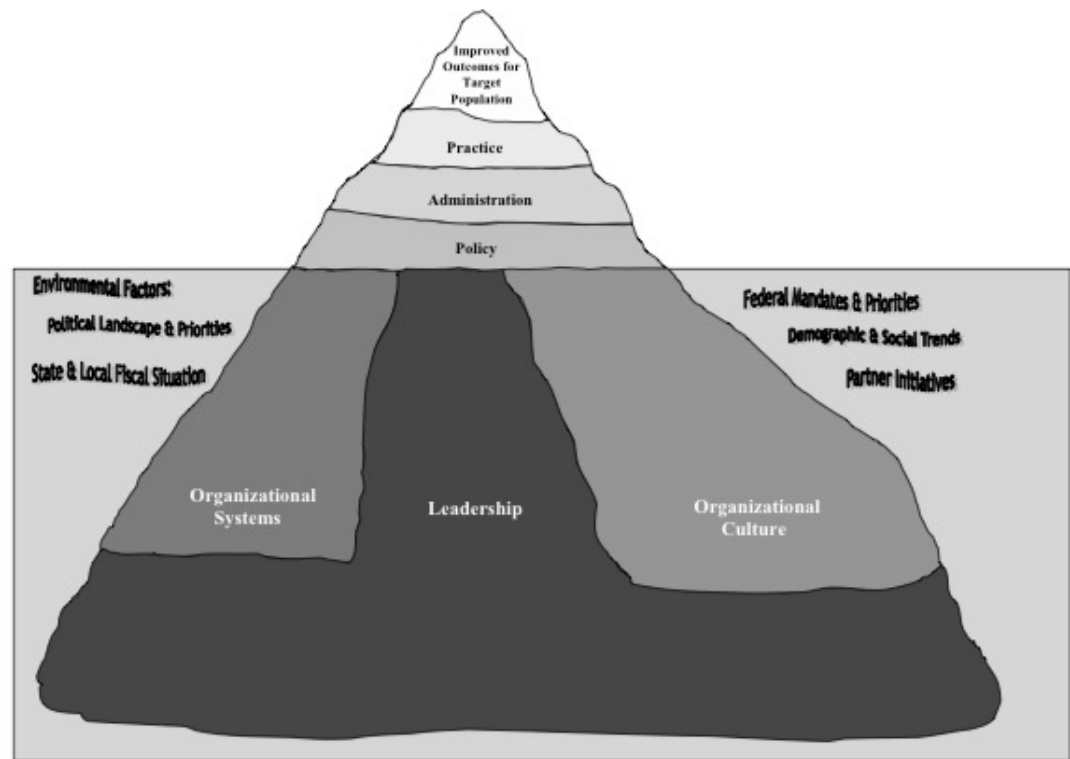 Improved
Outcomes for
Target
Population
Practice
Administration
Policy
Environmental Factors:
Political Landscape & Priorities
State & Local Fiscal Situation
Federal Mandates & Priorities
Demographic & Social Trends
Partner Initiatives
Organizational
Systems
Leadership
Organizational
Culture